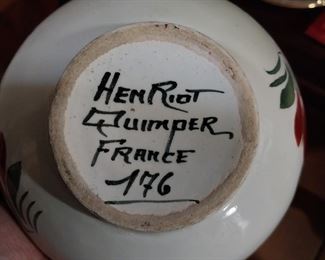 HENRIOT
QUIMPER
FRANCE
176